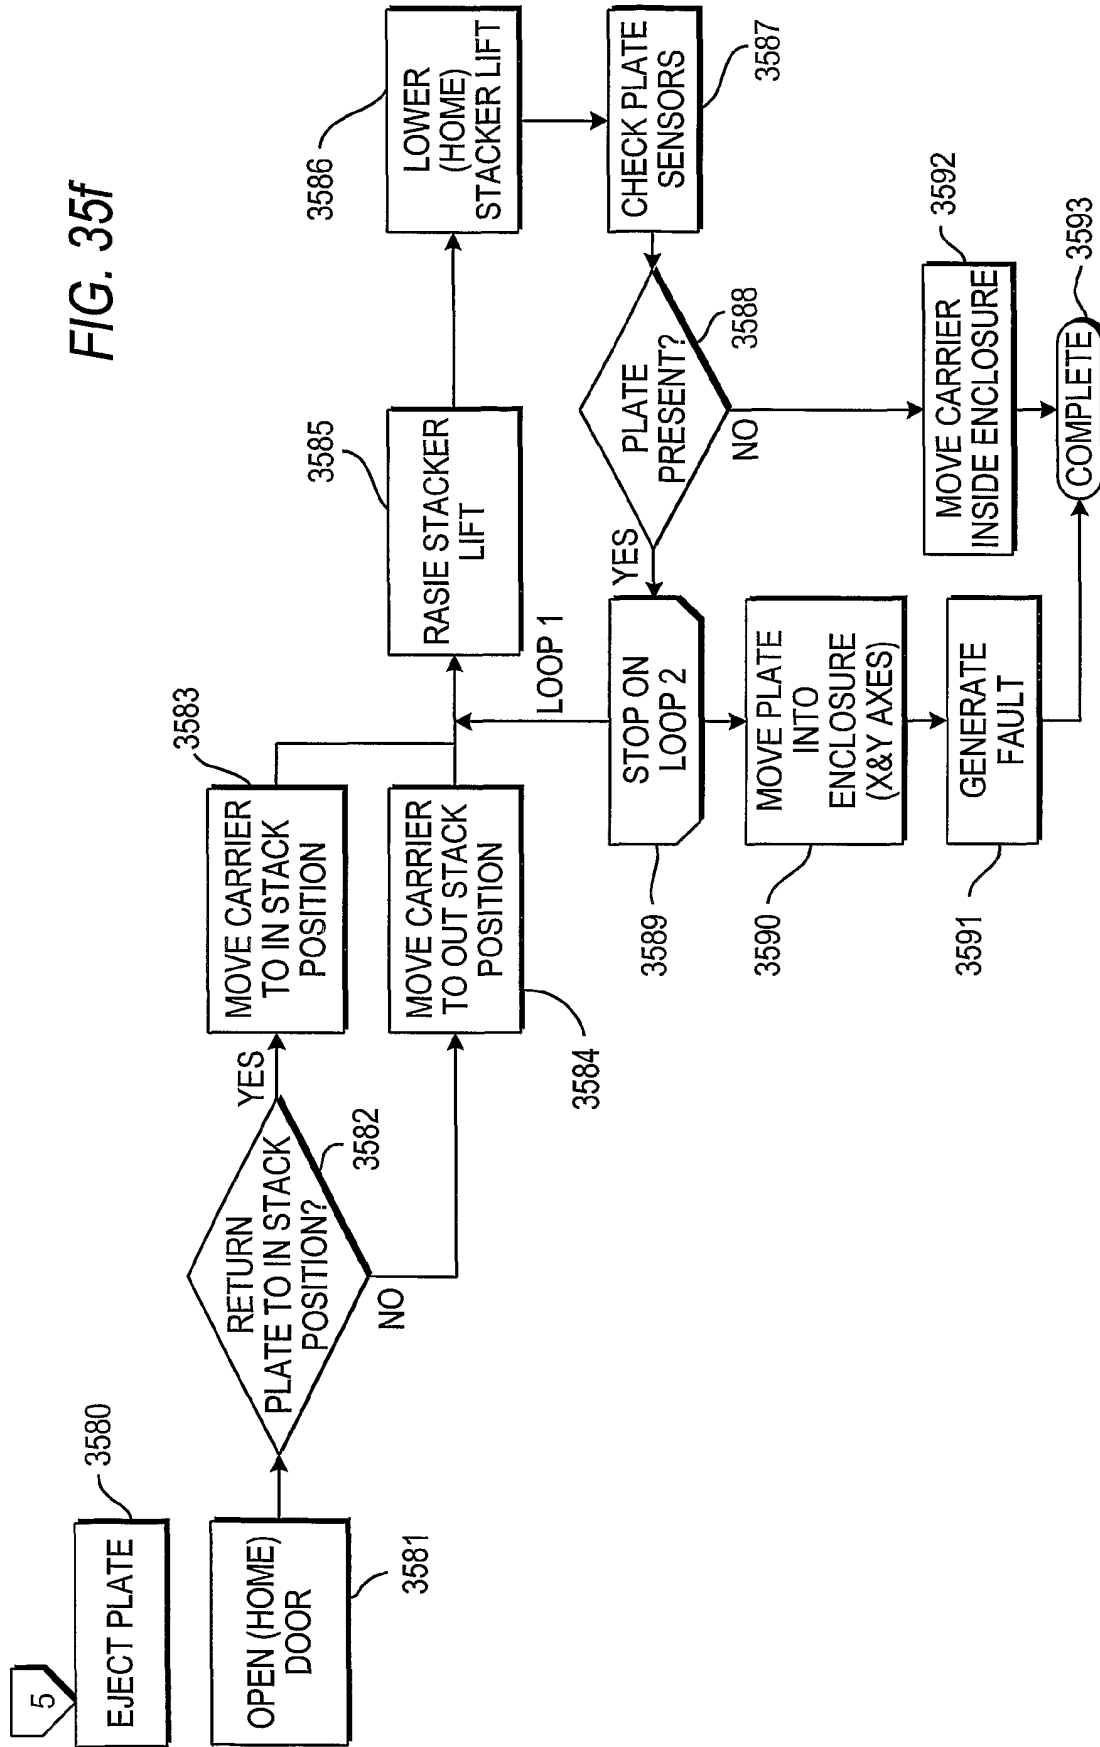 FIG. 35f
5
EJECT PLATE
3580
OPEN (HOME)
DOOR
3581
RETURN
PLATE TO IN STACK
POSITION?
3582
YES
NO
MOVE CARRIER
TO IN STACK
POSITION
3583
MOVE CARRIER
TO OUT STACK
POSITION
3584
RASIE STACKER
LIFT
3585
LOWER
(HOME)
STACKER LIFT
3586
CHECK PLATE
SENSORS
3587
PLATE
PRESENT?
3588
YES
NO
LOOP 1
STOP ON
LOOP 2
3589
MOVE PLATE
INTO
ENCLOSURE
(X&Y AXES)
3590
GENERATE
FAULT
3591
MOVE CARRIER
INSIDE ENCLOSURE
3592
COMPLETE
3593